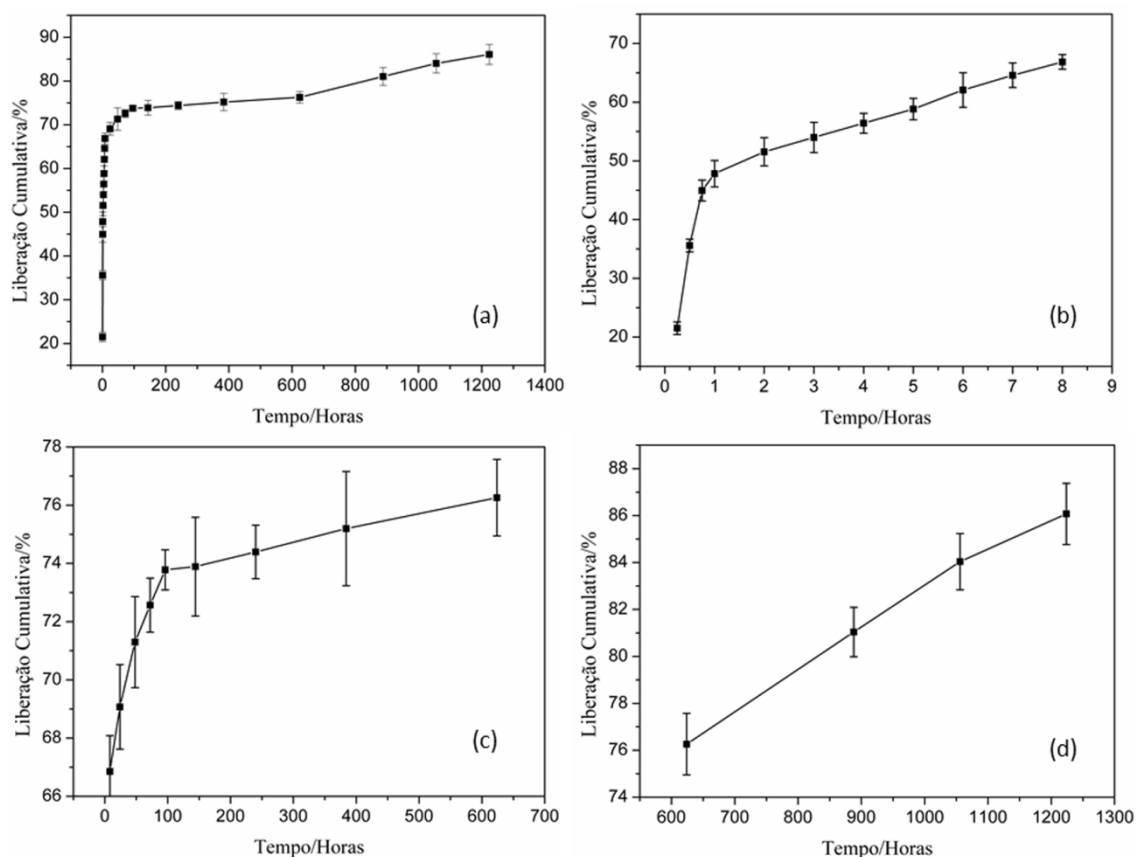 Liberação Cumulativa/%
90
80
70
60
50
40
30
20
(a)
0 200 400 600 800 1000 1200 1400
Tempo/Horas
Liberação Cumulativa/%
70
60
50
40
30
20
(b)
0 1 2 3 4 5 6 7 8 9
Tempo/Horas
Liberação Cumulativa/%
78
76
74
72
70
68
66
(c)
0 100 200 300 400 500 600 700
Tempo/Horas
Liberação Cumulativa/%
88
86
84
82
80
78
76
74
(d)
600 700 800 900 1000 1100 1200 1300
Tempo/Horas